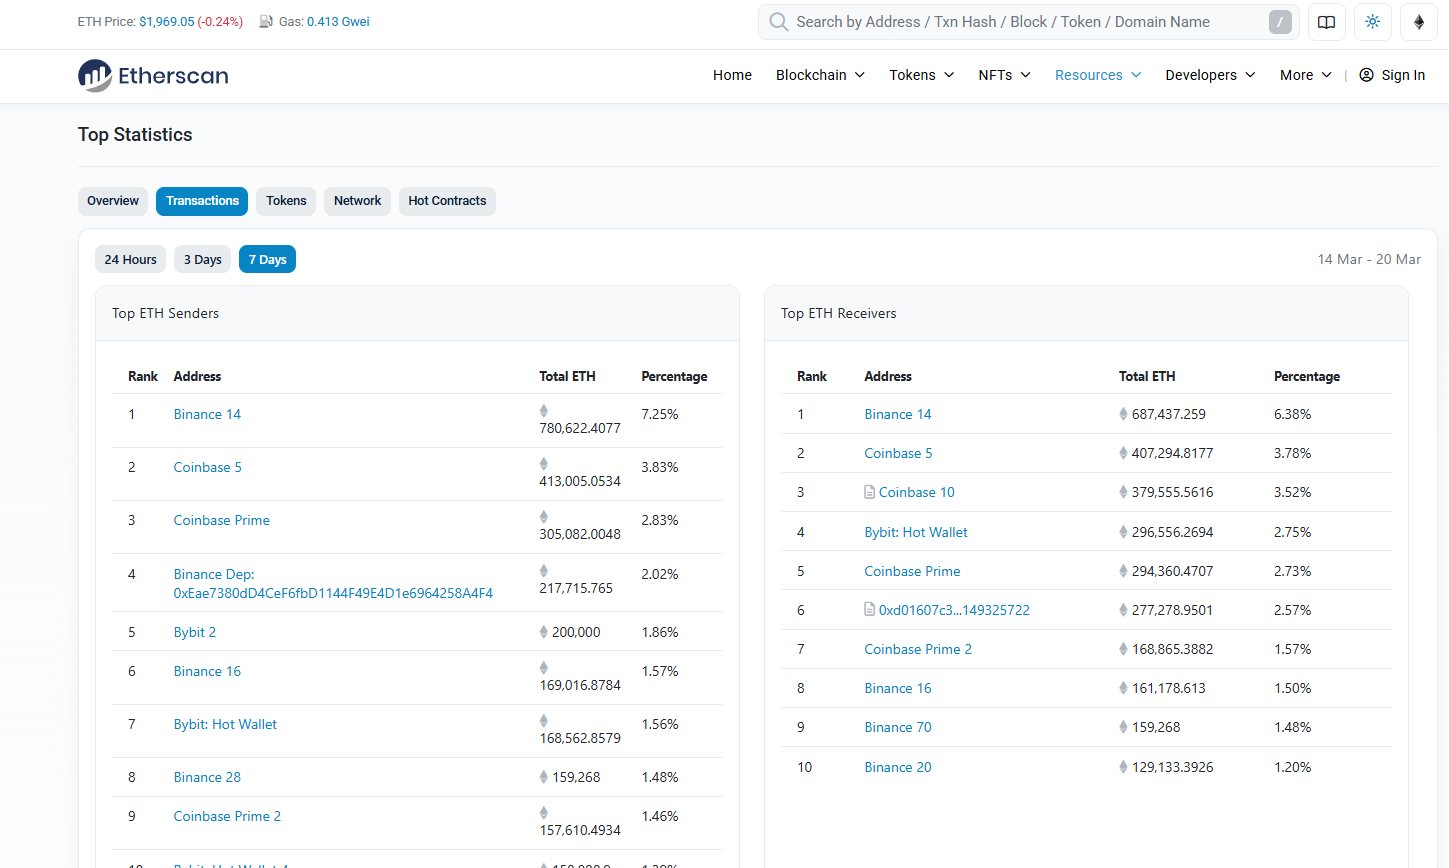 ETH Price: $1,969.05 (-0.24%) Gas: 0.413 Gwei
Search by Address / Txn Hash / Block / Token / Domain Name /
Etherscan
Home Blockchain Tokens NFTs Resources Developers More | Sign In
Top Statistics
Overview Transactions Tokens Network Hot Contracts
24 Hours 3 Days 7 Days 14 Mar - 20 Mar
Top ETH Senders
Rank Address Total ETH Percentage
1 Binance 14 780,622.4077 7.25%
2 Coinbase 5 413,005.0534 3.83%
3 Coinbase Prime 305,082.0048 2.83%
4 Binance Dep: 217,715.765 2.02%
0xEae7380dD4CeF6fbD1144F49E4D1e6964258A4F4
5 Bybit 2 200,000 1.86%
6 Binance 16 169,016.8784 1.57%
7 Bybit: Hot Wallet 168,562.8579 1.56%
8 Binance 28 159,268 1.48%
9 Coinbase Prime 2 157,610.4934 1.46%
Top ETH Receivers
Rank Address Total ETH Percentage
1 Binance 14 687,437.259 6.38%
2 Coinbase 5 407,294.8177 3.78%
3 Coinbase 10 379,555.5616 3.52%
4 Bybit: Hot Wallet 296,556.2694 2.75%
5 Coinbase Prime 294,360.4707 2.73%
6 0xd01607c3...149325722 277,278.9501 2.57%
7 Coinbase Prime 2 168,865.3882 1.57%
8 Binance 16 161,178.613 1.50%
9 Binance 70 159,268 1.48%
10 Binance 20 129,133.3926 1.20%